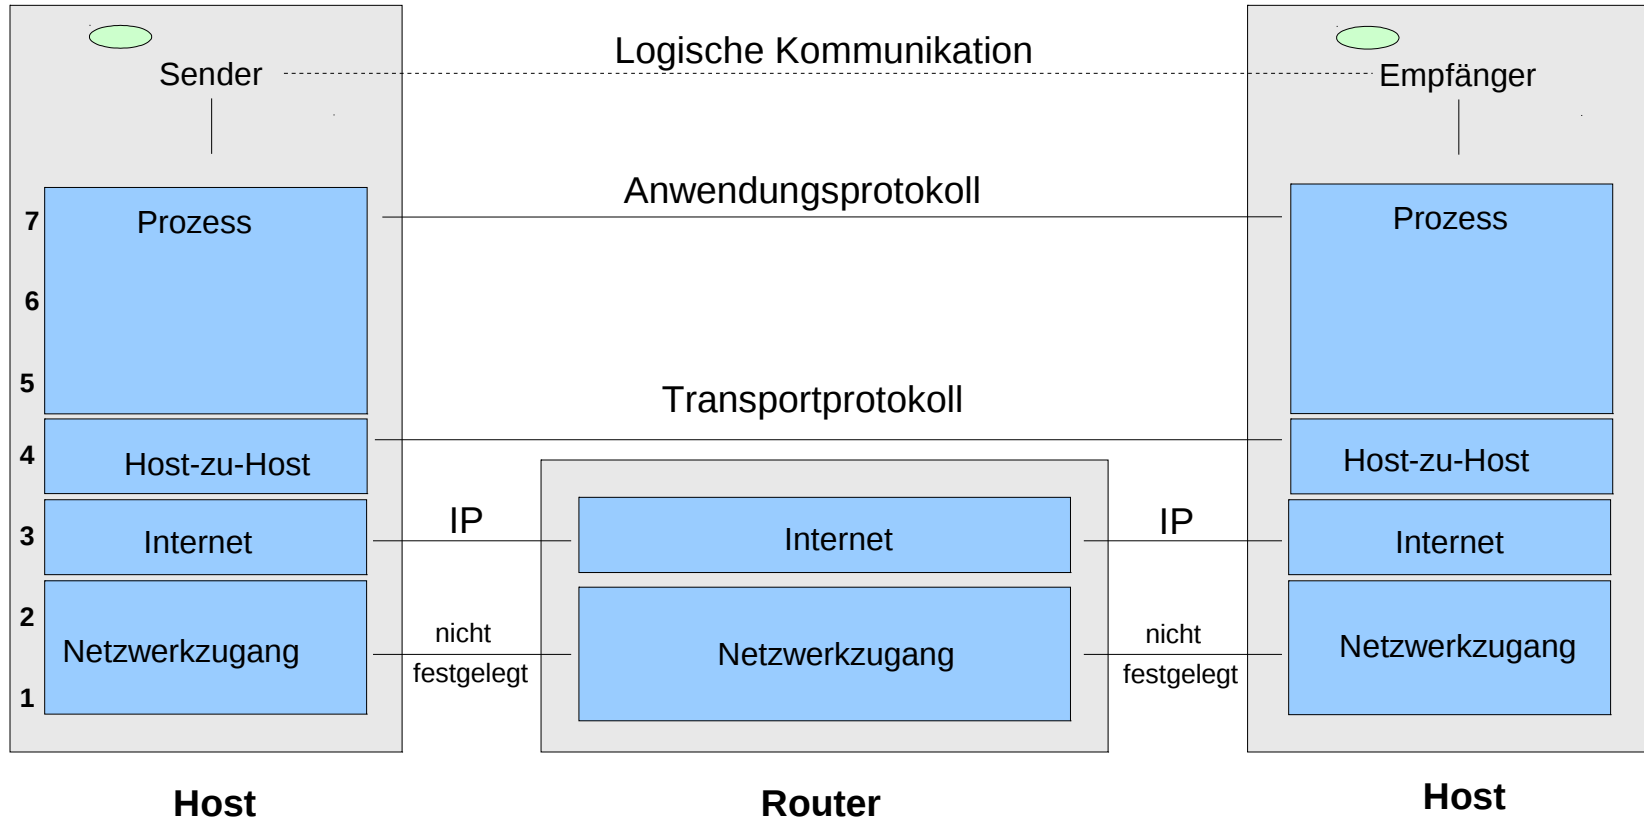 Logische Kommunikation
Sender
Empfänger
Anwendungsprotokoll
7
Prozess
Prozess
6
5
Transportprotokoll
4
Host-zu-Host
Host-zu-Host
IP
IP
3
Internet
Internet
Internet
2
nicht
festgelegt
nicht
festgelegt
Netzwerkzugang
Netzwerkzugang
Netzwerkzugang
1
Host
Router
Host